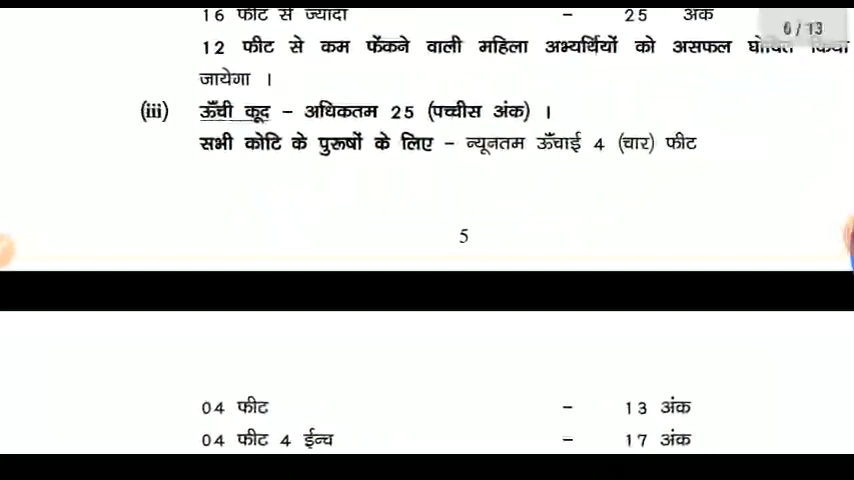 16 फीट से ज्यादा – 25 अंक
6 / 13
12 फीट से कम फेंकने वाली महिला अभ्यर्थियों को असफल घोषित किया
जायेगा ।
(iii) ऊँची कूद – अधिकतम 25 (पच्चीस अंक) ।
सभी कोटि के पुरूषों के लिए – न्यूनतम ऊँचाई 4 (चार) फीट
5
04 फीट – 13 अंक
04 फीट 4 ईन्च – 17 अंक